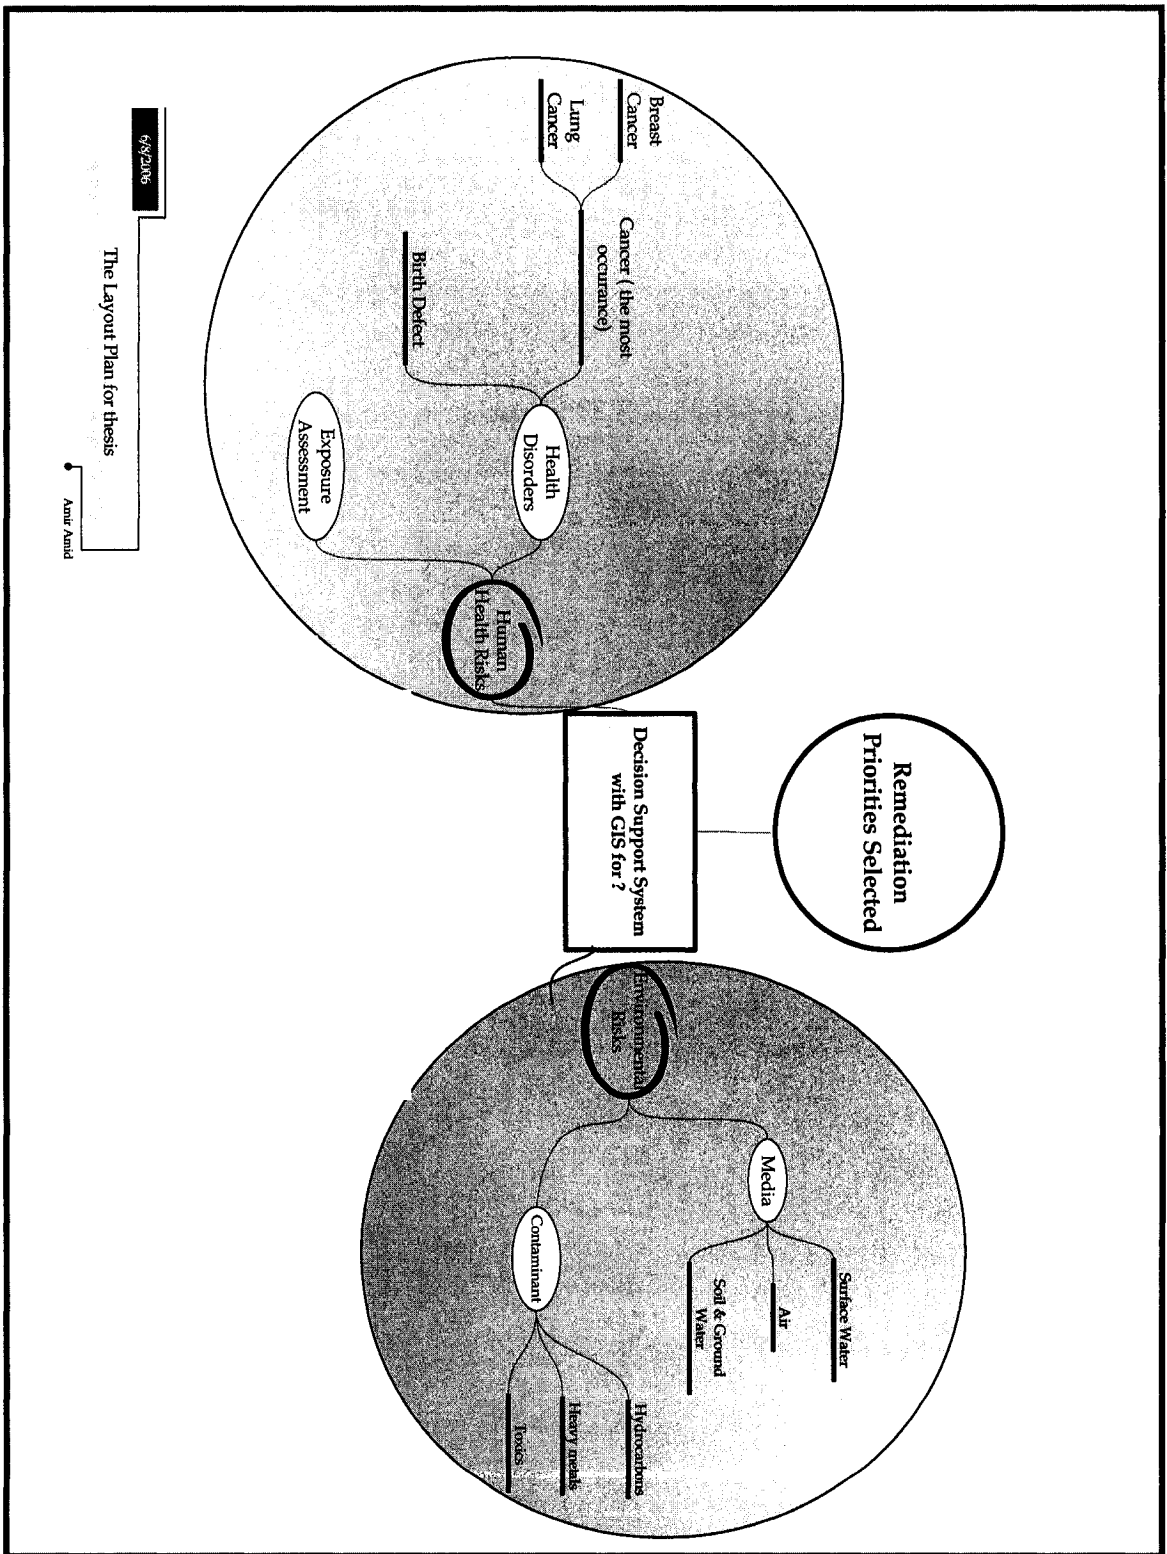 Remediation
Priorities Selected
Decision Support System
with GIS for ?
Breast
Cancer
Lung
Cancer
Cancer ( the most
occurance)
Birth Defect
Health
Disorders
Exposure
Assessment
Human
Health Risks
Environmental
Risks
Media
Surface Water
Air
Soil & Ground
Water
Contaminant
Hydrocarbons
Heavy metals
Toxics
6/8/2006
The Layout Plan for thesis
Amir Amid